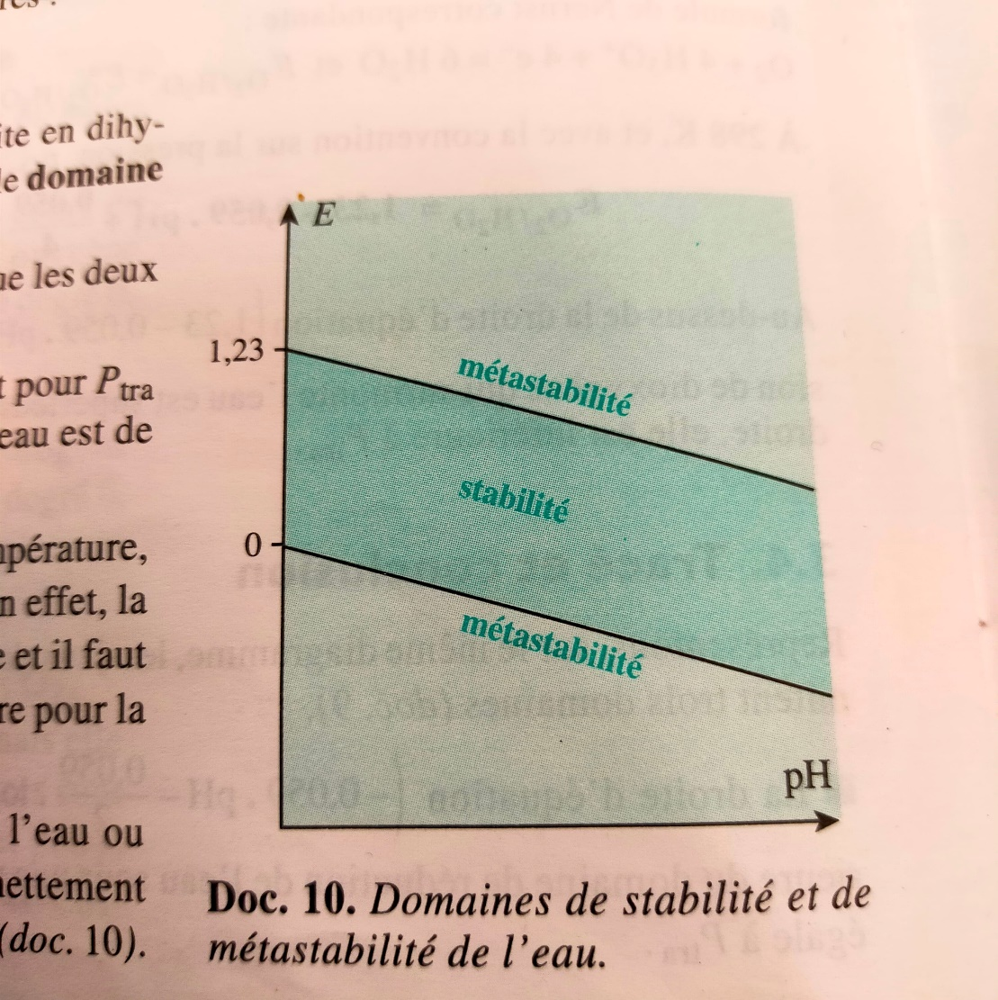 ite en dihy-
le domaine
ue les deux
t pour Ptra
eau est de
npérature,
n effet, la
e et il faut
re pour la
l'eau ou
nettement
(doc. 10).
E
1,23
métastabilité
stabilité
0
métastabilité
pH
Doc. 10. Domaines de stabilité et de
métastabilité de l'eau.